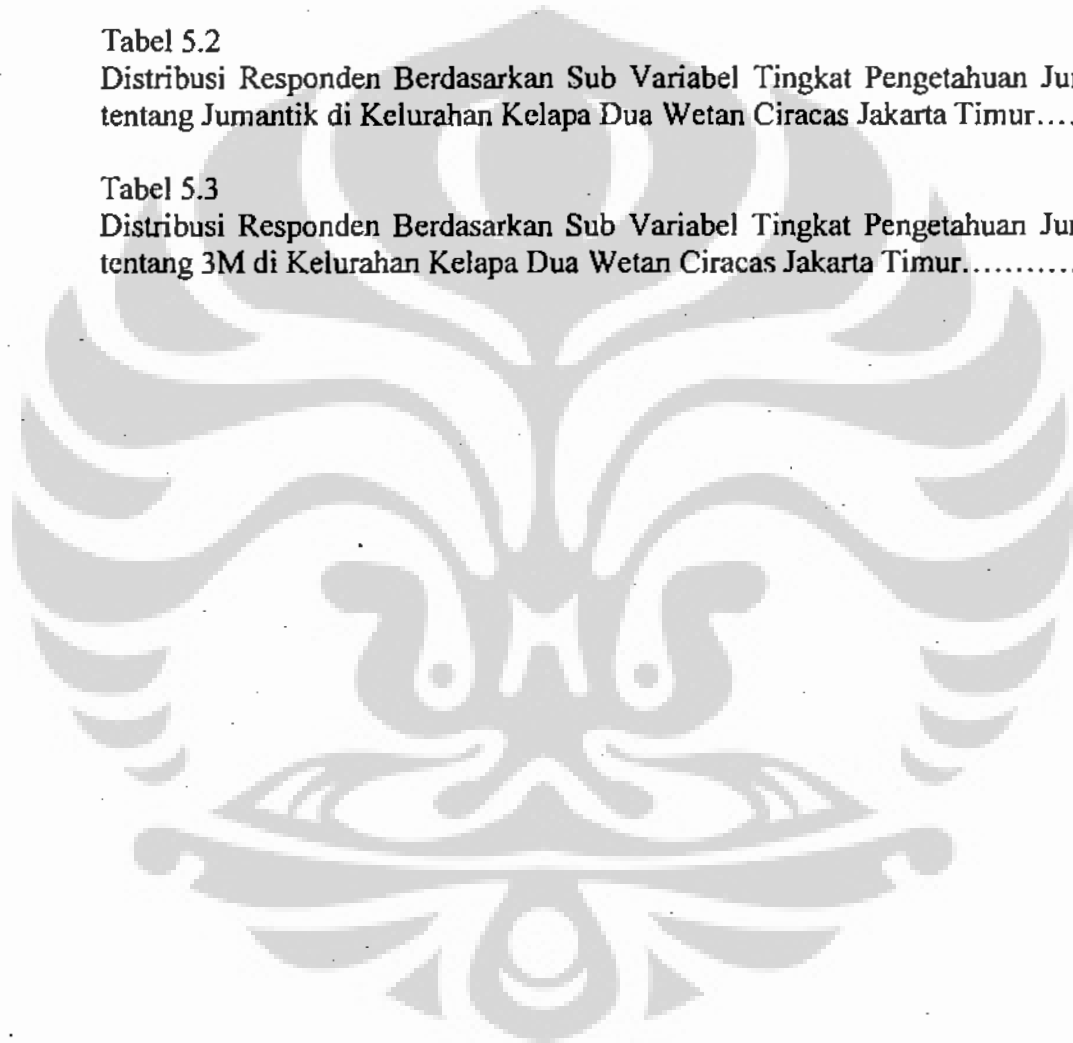 Tabel 5.2
Distribusi Responden Berdasarkan Sub Variabel Tingkat Pengetahuan
tentang Jumantik di Kelurahan Kelapa Dua Wetan Ciracas Jakarta Timur....
Tabel 5.3
Distribusi Responden Berdasarkan Sub Variabel Tingkat Pengetahuan
tentang 3M di Kelurahan Kelapa Dua Wetan Ciracas Jakarta Timur...........